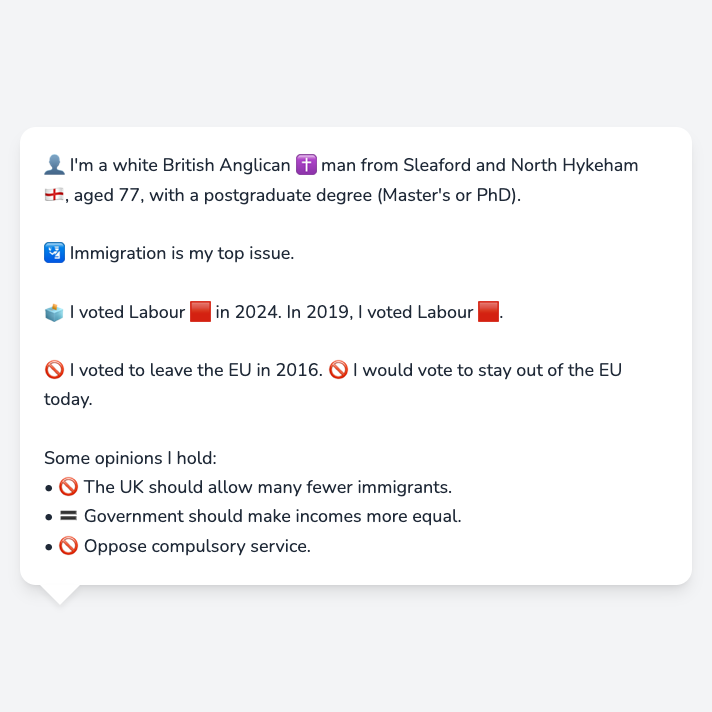 👤 I'm a white British Anglican ✝️ man from Sleaford and North Hykeham
🏴󠁧󠁢󠁥󠁮󠁧󠁿, aged 77, with a postgraduate degree (Master's or PhD).
🛂 Immigration is my top issue.
🗳️ I voted Labour 🟥 in 2024. In 2019, I voted Labour 🟥.
🚫 I voted to leave the EU in 2016. 🚫 I would vote to stay out of the EU
today.
Some opinions I hold:
• 🚫 The UK should allow many fewer immigrants.
• 🟰 Government should make incomes more equal.
• 🚫 Oppose compulsory service.